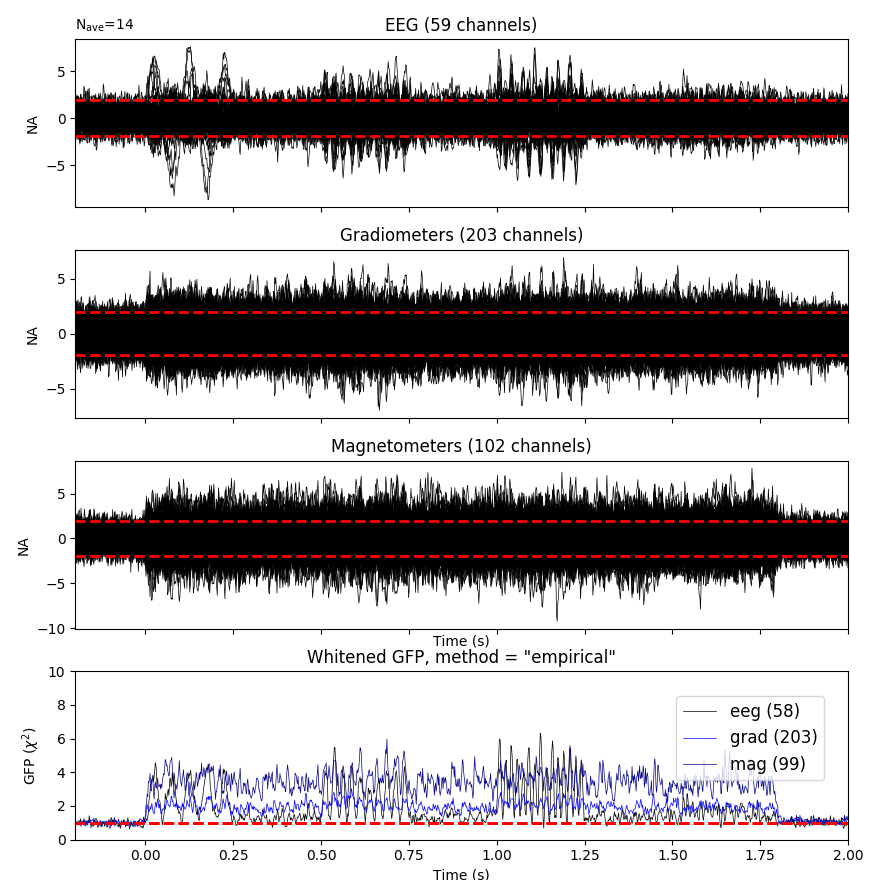 Nave=14
EEG (59 channels)
5
0
−5
NA
Gradiometers (203 channels)
5
0
−5
NA
Magnetometers (102 channels)
5
0
−5
−10
NA
Time (s)
Whitened GFP, method = "empirical"
10
8
6
4
2
0
GFP (χ²)
eeg (58)
grad (203)
mag (99)
0.00 0.25 0.50 0.75 1.00 1.25 1.50 1.75 2.00
Time (s)